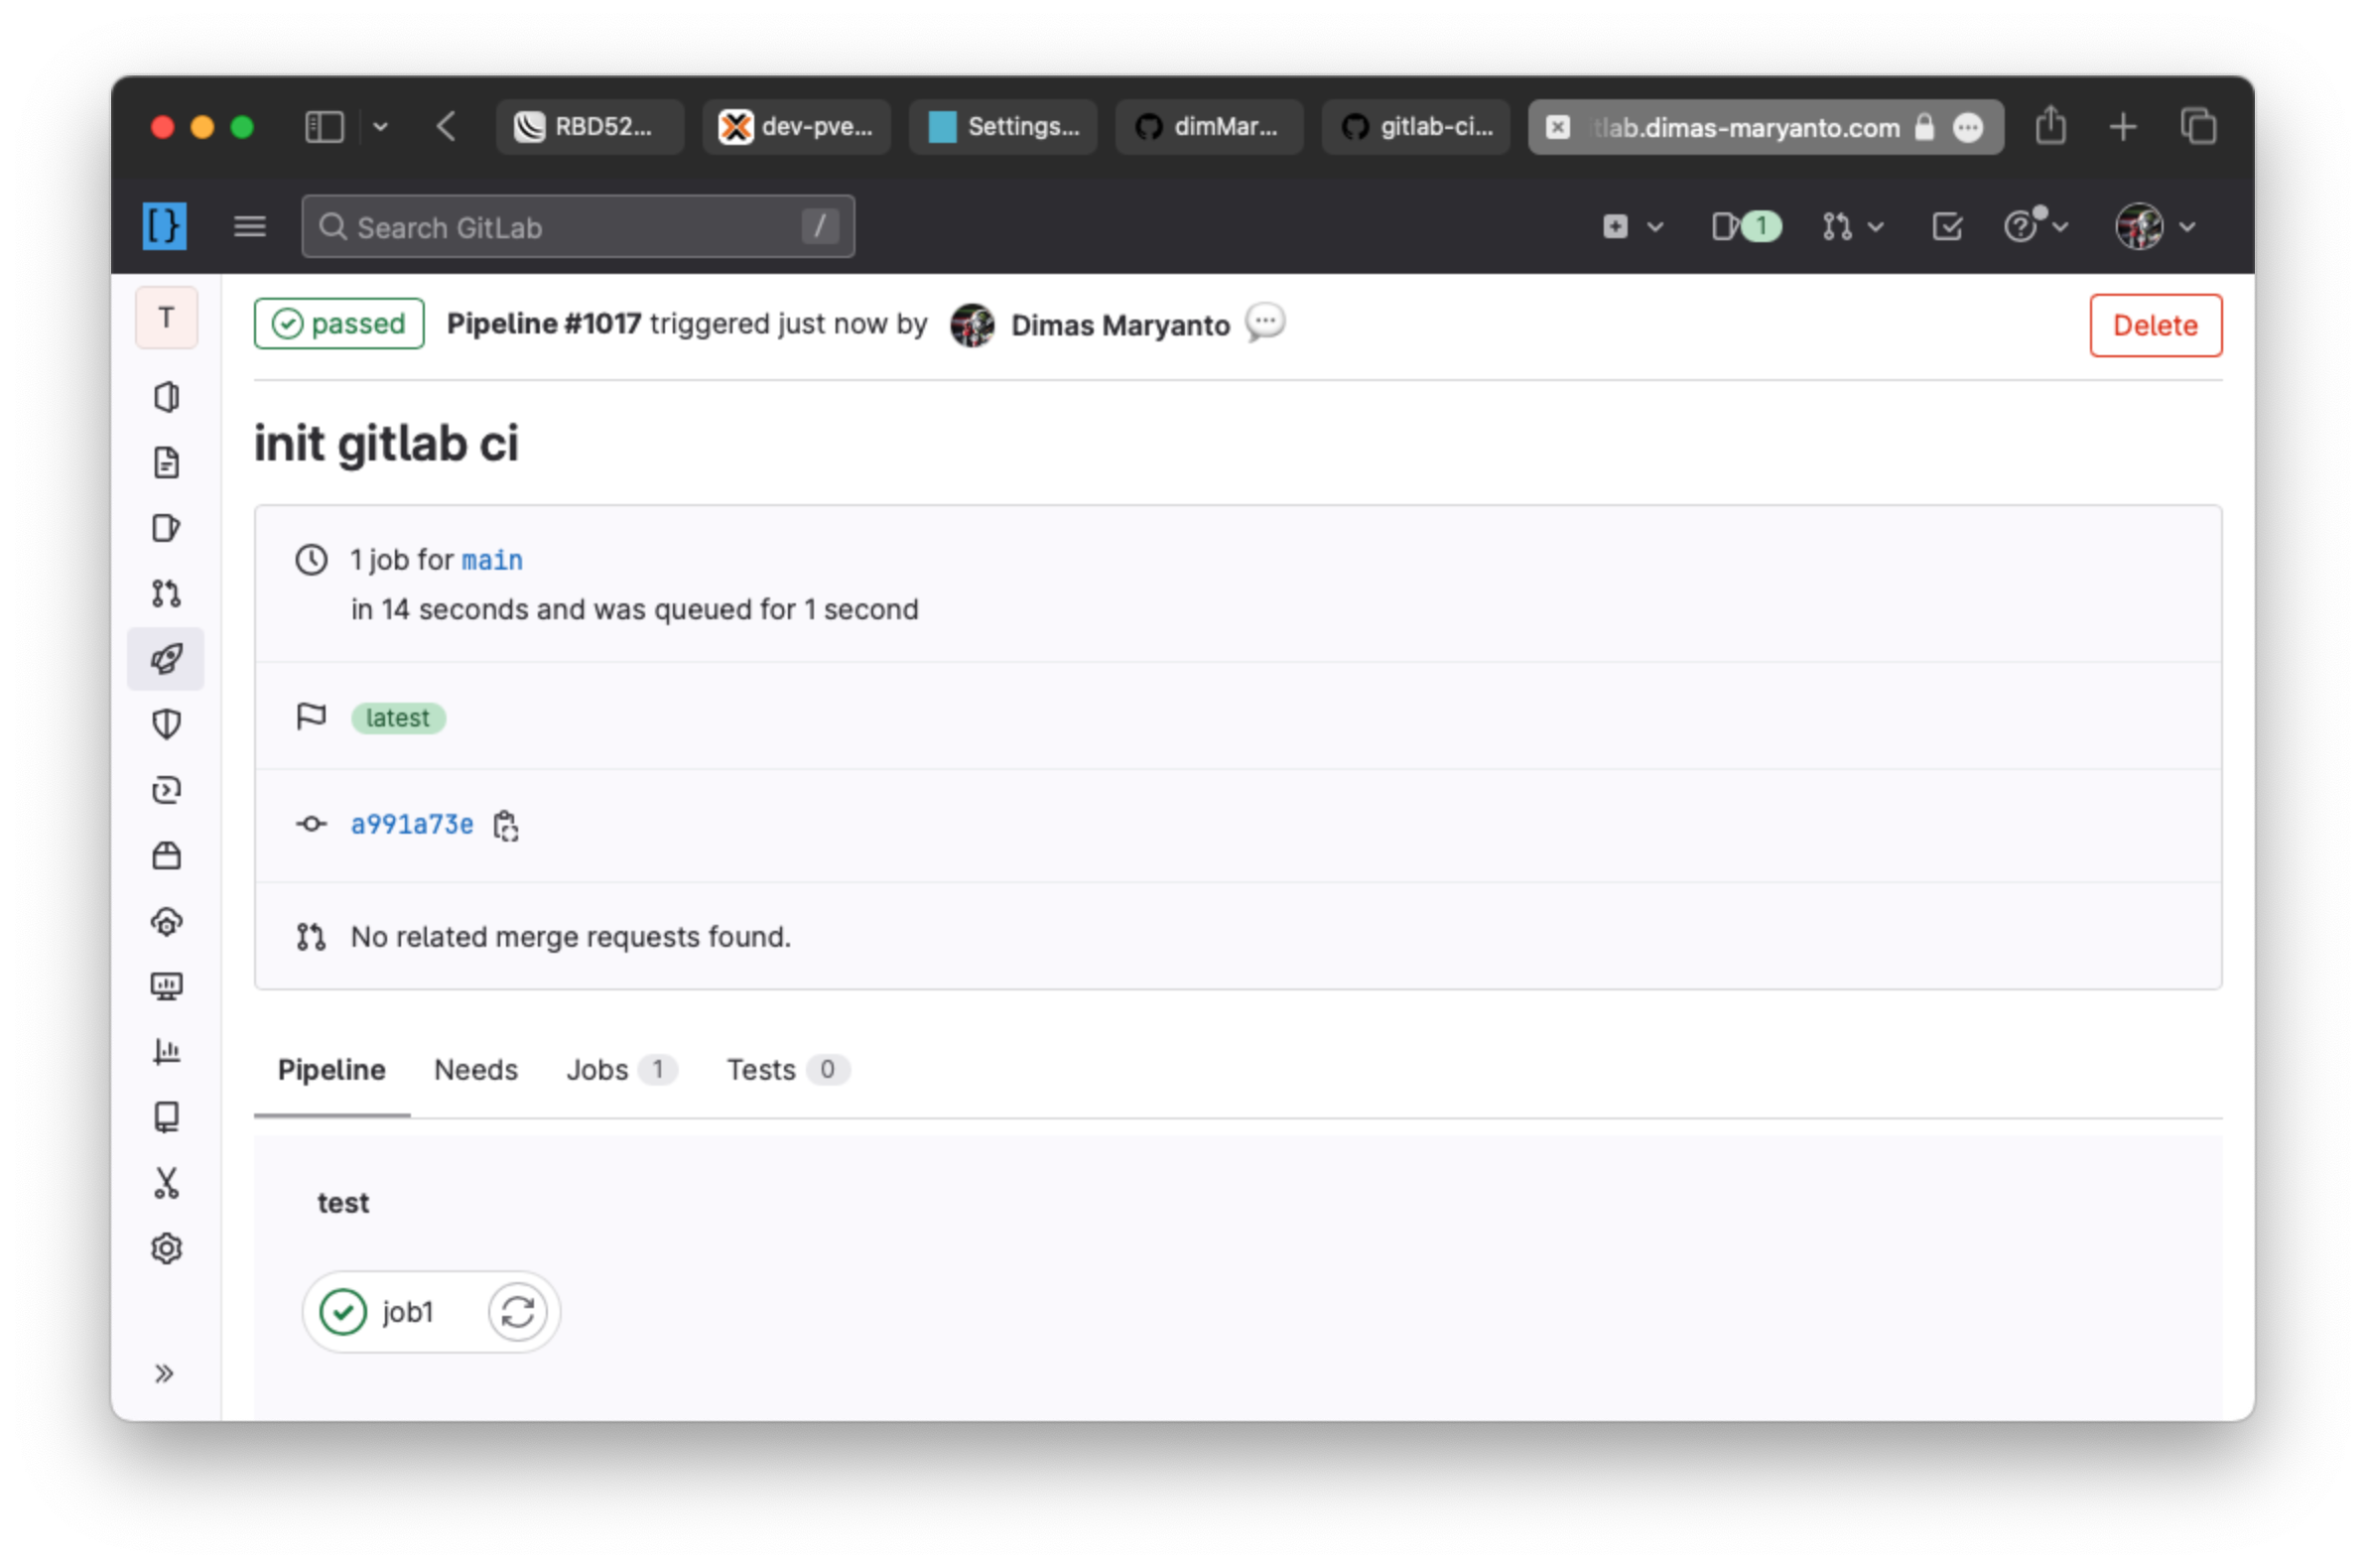 RBD52... dev-pve... Settings... dimMar... gitlab-ci... tlab.dimas-maryanto.com
[} Search GitLab / 1
T passed Pipeline #1017 triggered just now by Dimas Maryanto Delete
init gitlab ci
1 job for main
in 14 seconds and was queued for 1 second
latest
a991a73e
No related merge requests found.
Pipeline Needs Jobs 1 Tests 0
test
job1